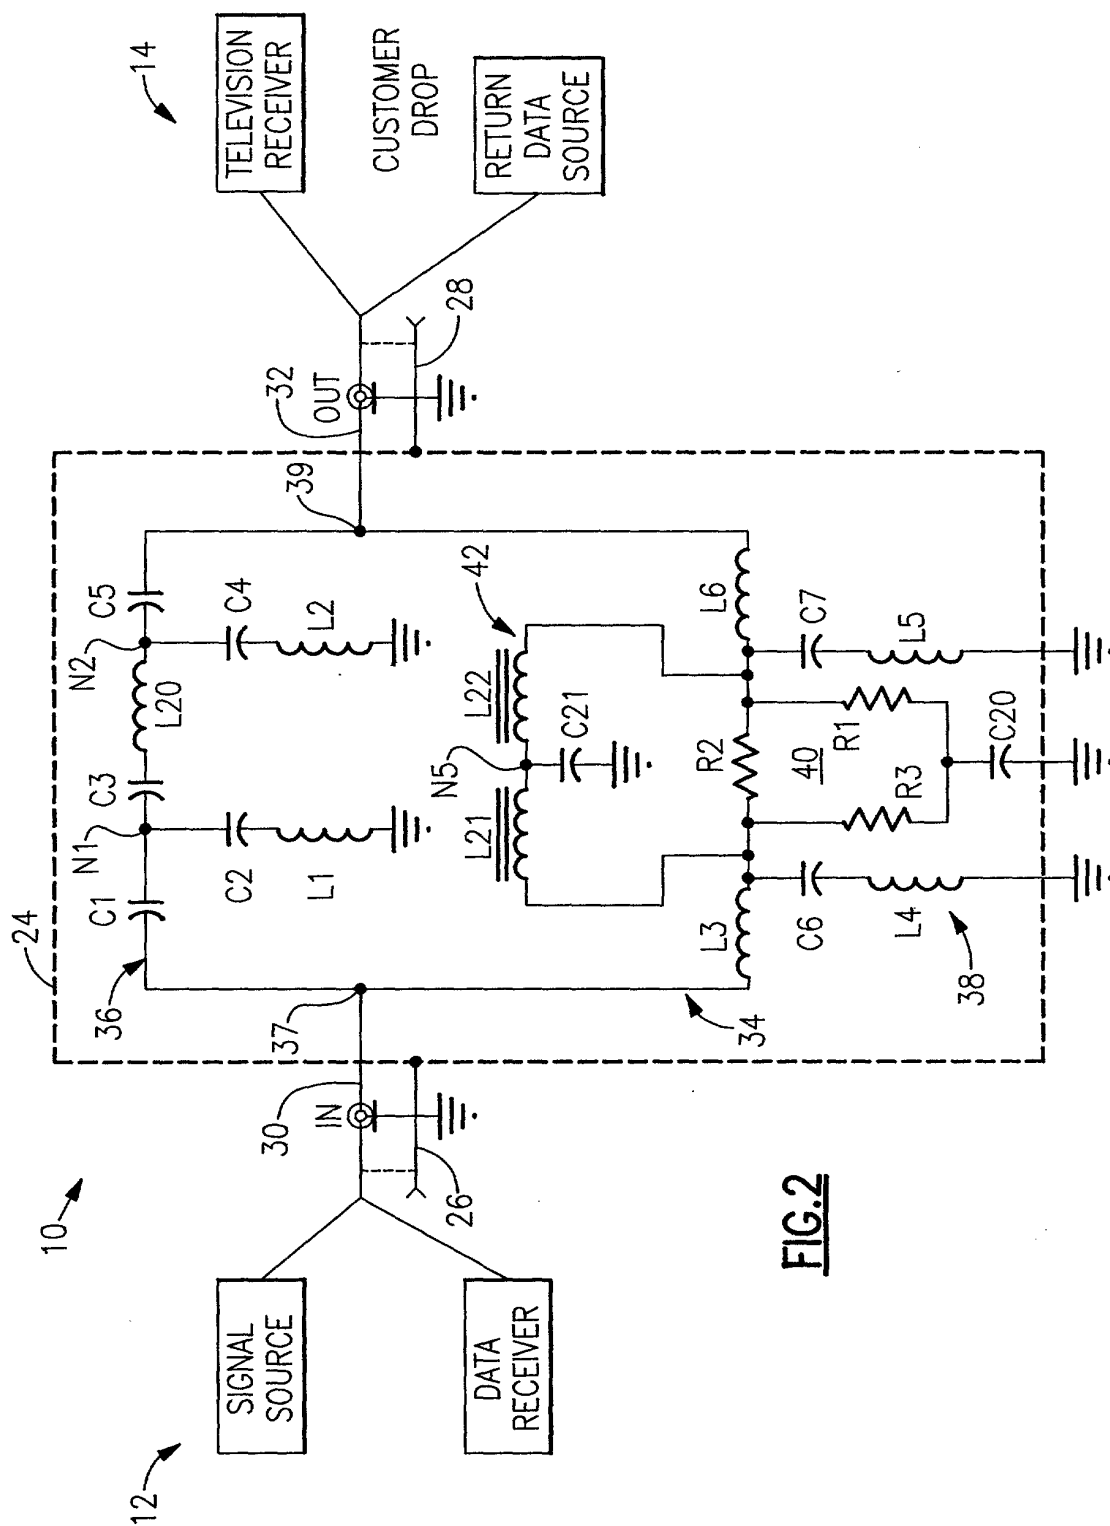 10
12
14
SIGNAL
SOURCE
DATA
RECEIVER
26
30
IN
24
36
37
34
C1
N1
C3
L20
N2
C5
C2
L1
C4
L2
39
42
L21
N5
L22
C21
L3
R2
L6
C6
L4
38
R3
40
R1
C20
C7
L5
32
OUT
28
TELEVISION
RECEIVER
CUSTOMER
DROP
RETURN
DATA
SOURCE
FIG.2